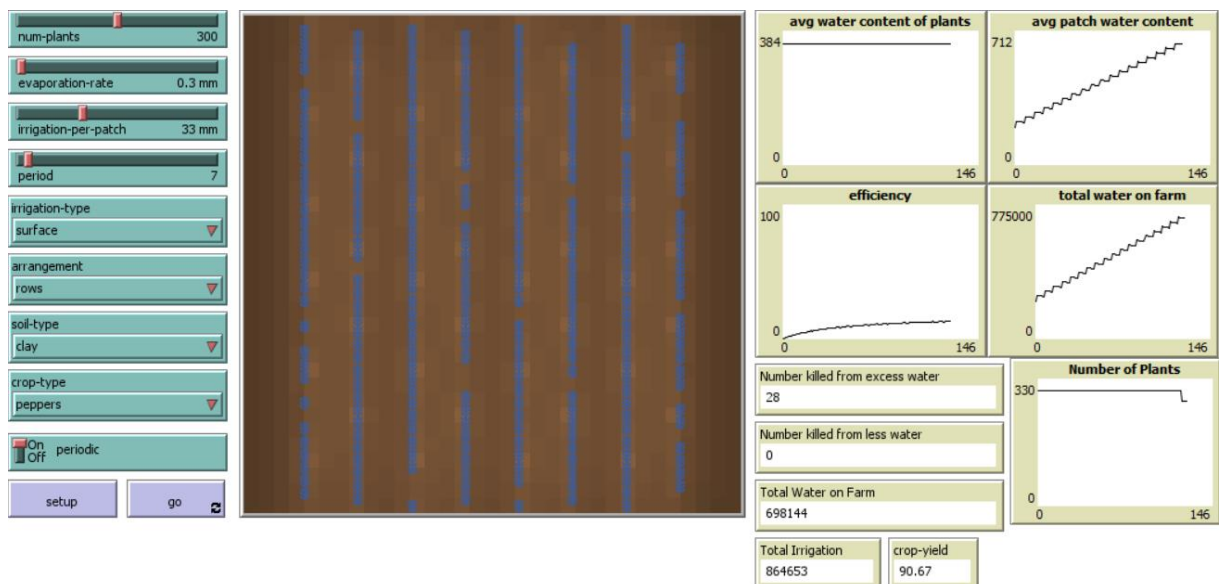 num-plants 300
evaporation-rate 0.3 mm
irrigation-per-patch 33 mm
period 7
irrigation-type
surface
arrangement
rows
soil-type
clay
crop-type
peppers
On
Off
periodic
setup
go
avg water content of plants
384
0
0 146
avg patch water content
712
0
0 146
efficiency
100
0
0 146
total water on farm
775000
0
0 146
Number killed from excess water
28
Number killed from less water
0
Total Water on Farm
698144
Total Irrigation
864653
crop-yield
90.67
Number of Plants
330
0
0 146